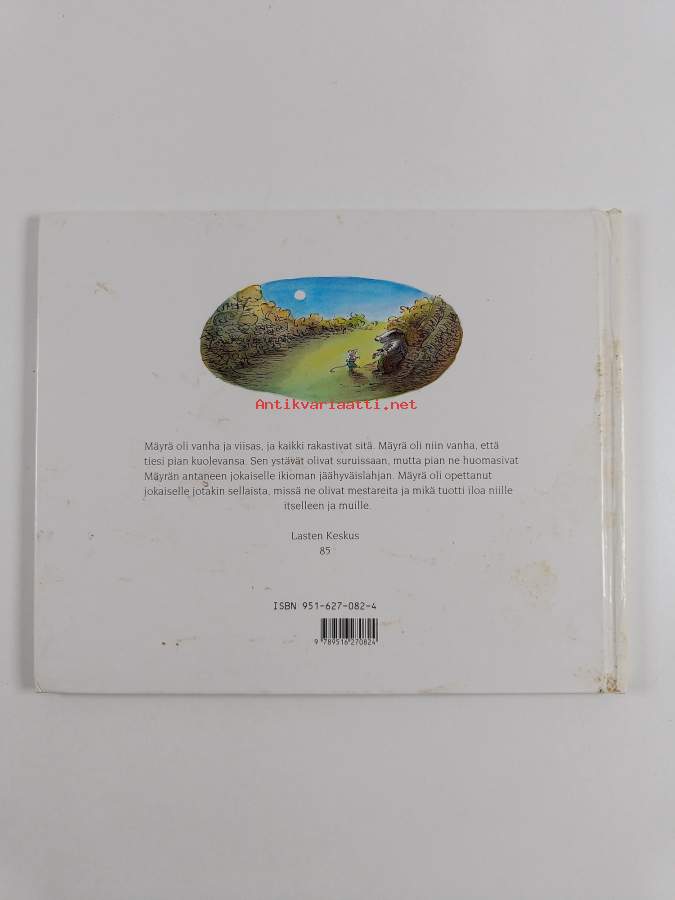 Antikvariaatti.net
Mäyrä oli vanha ja viisas, ja kaikki rakastivat sitä. Mäyrä oli niin vanha, että
tiesi pian kuolevansa. Sen ystävät olivat suruissaan, mutta pian ne huomasivat
Mäyrän antaneen jokaiselle ikioman jäähyväislahjan. Mäyrä oli opettanut
jokaiselle jotakin sellaista, missä ne olivat mestareita ja mikä tuotti iloa niille
itselleen ja muille.
Lasten Keskus
85
ISBN 951-627-082-4
9 789516 270824